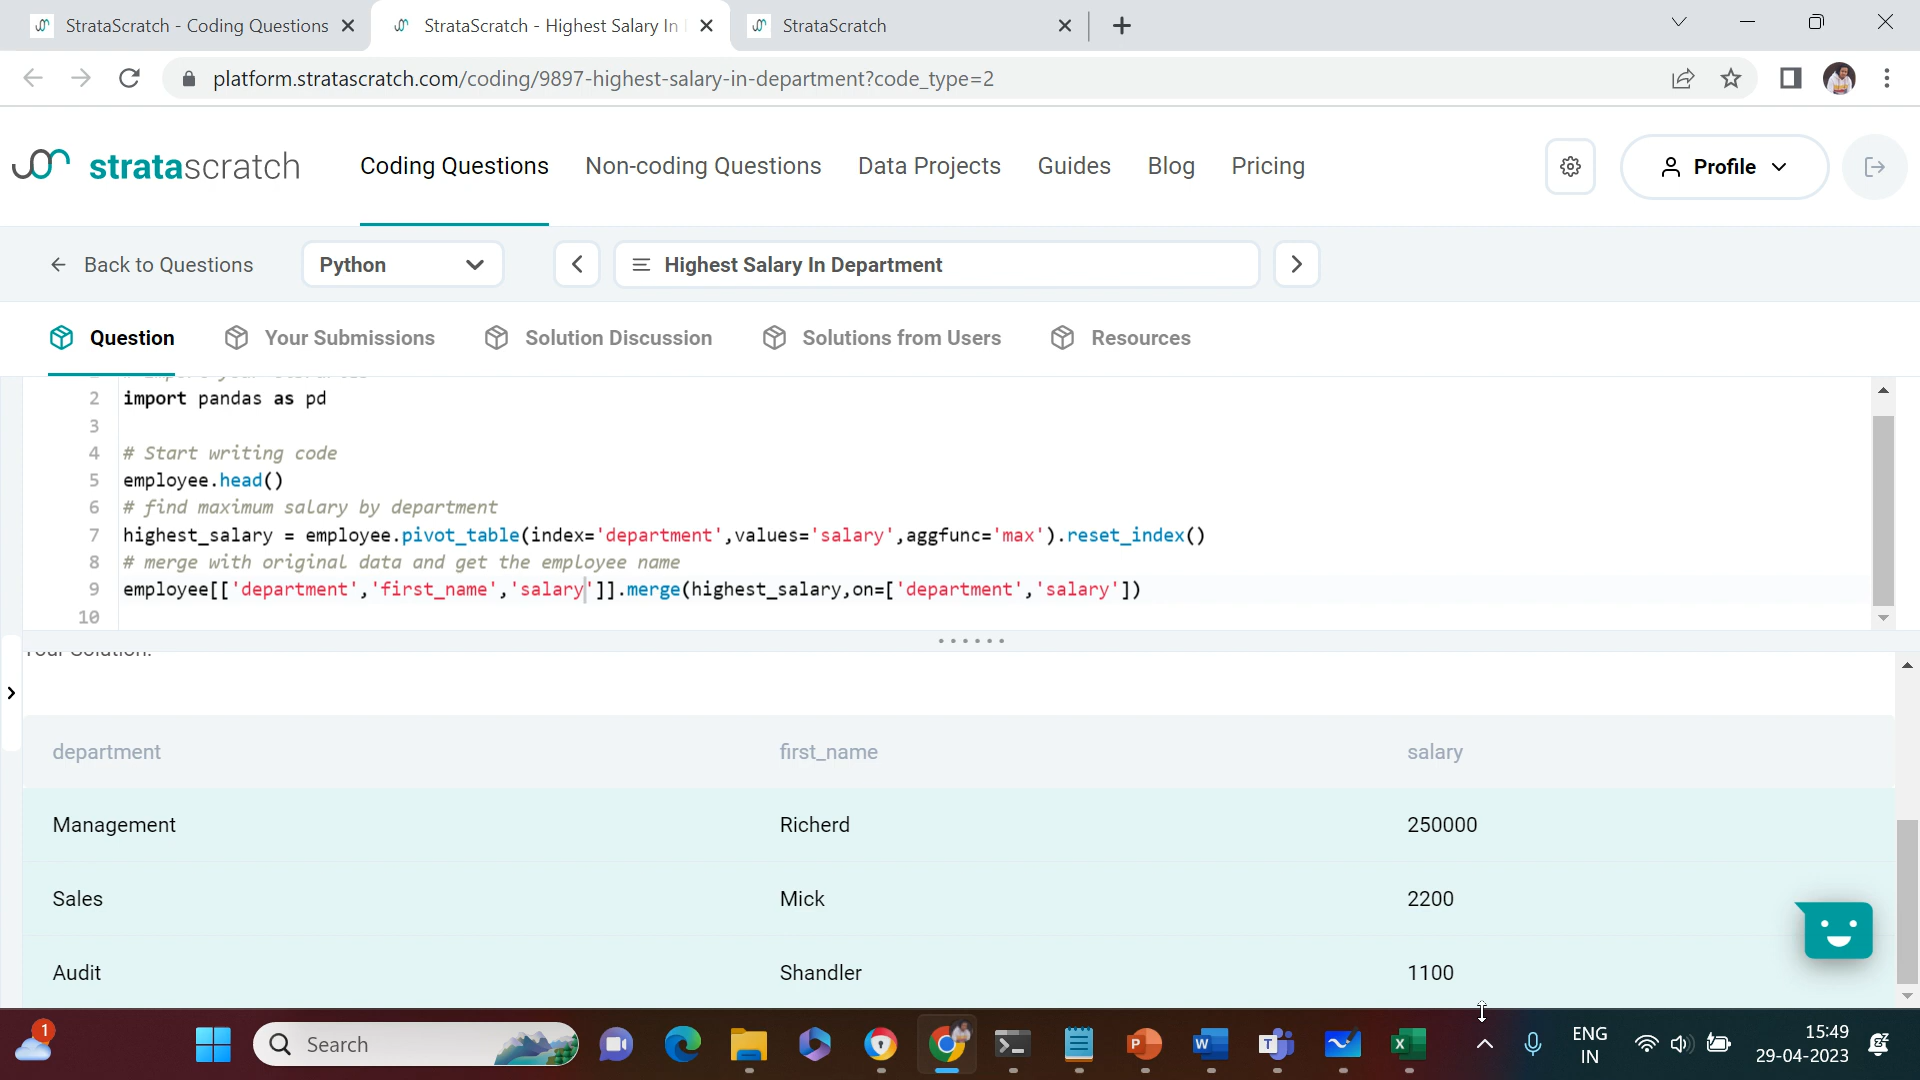 StrataScratch - Coding Questions
StrataScratch - Highest Salary In
StrataScratch
platform.stratascratch.com/coding/9897-highest-salary-in-department?code_type=2
stratascratch
Coding Questions
Non-coding Questions
Data Projects
Guides
Blog
Pricing
Profile
Back to Questions
Python
Highest Salary In Department
Question
Your Submissions
Solution Discussion
Solutions from Users
Resources
2 import pandas as pd
3
4 # Start writing code
5 employee.head()
6 # find maximum salary by department
7 highest_salary = employee.pivot_table(index='department',values='salary',aggfunc='max').reset_index()
8 # merge with original data and get the employee name
9 employee[['department','first_name','salary']].merge(highest_salary,on=['department','salary'])
10
department first_name salary
Management Richerd 250000
Sales Mick 2200
Audit Shandler 1100
1
Search
ENG
IN
15:49
29-04-2023